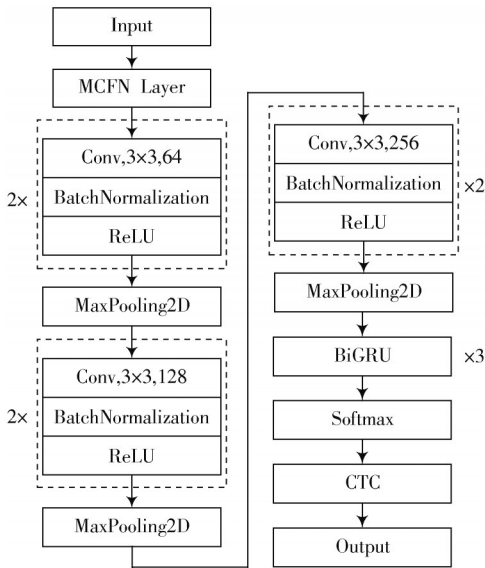 Input
MCFN Layer
2×
Conv,3×3,64
BatchNormalization
ReLU
MaxPooling2D
2×
Conv,3×3,128
BatchNormalization
ReLU
MaxPooling2D
Conv,3×3,256
BatchNormalization
ReLU
×2
MaxPooling2D
BiGRU
×3
Softmax
CTC
Output